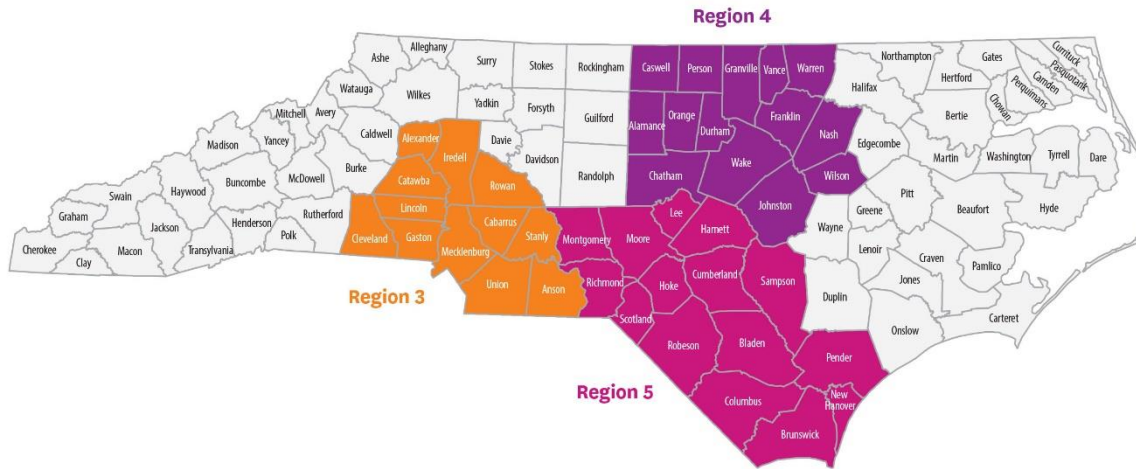 Region 4
Alleghany
Ashe
Surry
Stokes
Rockingham
Caswell
Person
Granville
Vance
Warren
Northampton
Gates
Currituck
Pasquotank
Camden
Perquimans
Chowan
Hertford
Halifax
Bertie
Watauga
Wilkes
Yadkin
Forsyth
Guilford
Alamance
Orange
Durham
Franklin
Nash
Edgecombe
Martin
Washington
Tyrrell
Dare
Mitchell
Avery
Caldwell
Alexander
Iredell
Davie
Davidson
Randolph
Chatham
Wake
Wilson
Pitt
Beaufort
Hyde
Madison
Yancey
Burke
Catawba
Rowan
Johnston
Greene
Wayne
Swain
Haywood
Buncombe
McDowell
Lincoln
Cabarrus
Stanly
Montgomery
Moore
Lee
Harnett
Lenoir
Craven
Pamlico
Graham
Jackson
Henderson
Rutherford
Polk
Cleveland
Gaston
Mecklenburg
Cherokee
Clay
Macon
Transylvania
Union
Anson
Richmond
Hoke
Cumberland
Sampson
Duplin
Jones
Onslow
Carteret
Region 3
Scotland
Robeson
Bladen
Pender
Region 5
Columbus
New
Hanover
Brunswick